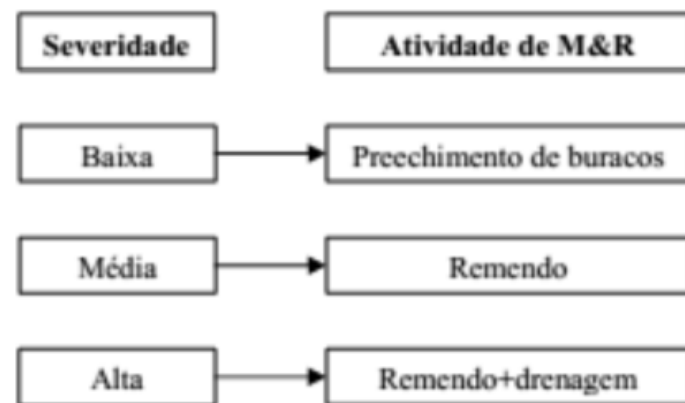 Severidade Atividade de M&R
Baixa Preechimento de buracos
Média Remendo
Alta Remendo+drenagem